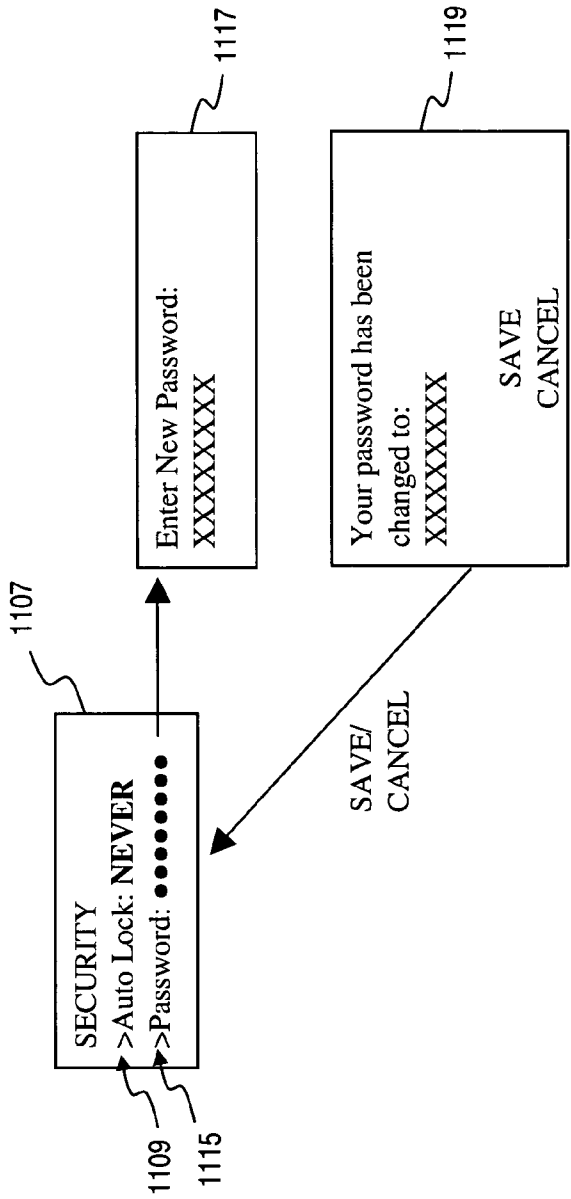 1107
SECURITY
>Auto Lock: NEVER
>Password: ●●●●●●●●
1109
1115
Enter New Password:
XXXXXXXXX
1117
SAVE/
CANCEL
Your password has been
changed to:
XXXXXXXXX
SAVE
CANCEL
1119